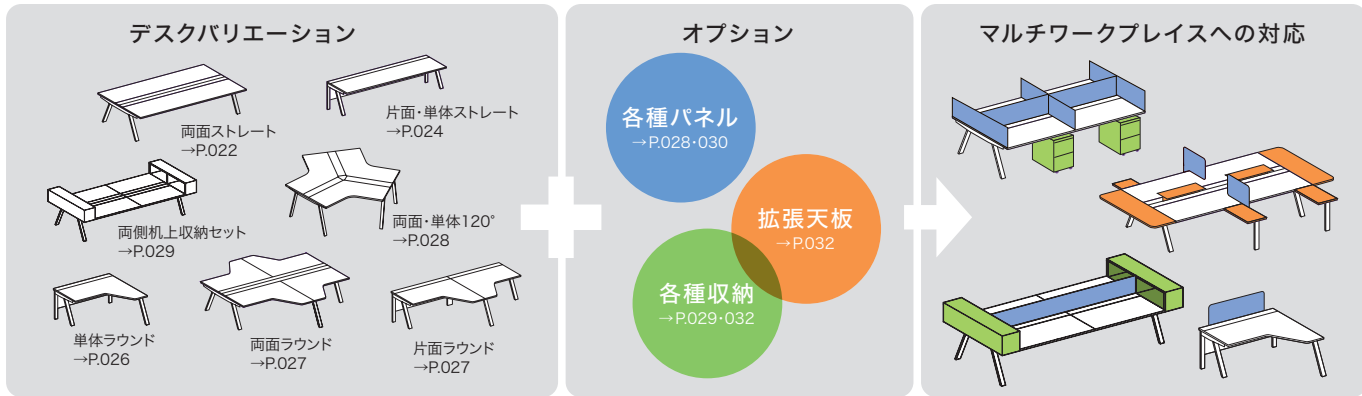 デスクバリエーション
両面ストレート
→P.022
片面・単体ストレート
→P.024
両側机上収納セット
→P.029
両面・単体120°
→P.028
単体ラウンド
→P.026
両面ラウンド
→P.027
片面ラウンド
→P.027
オプション
各種パネル
→P.028・030
拡張天板
→P.032
各種収納
→P.029・032
マルチワークプレイスへの対応